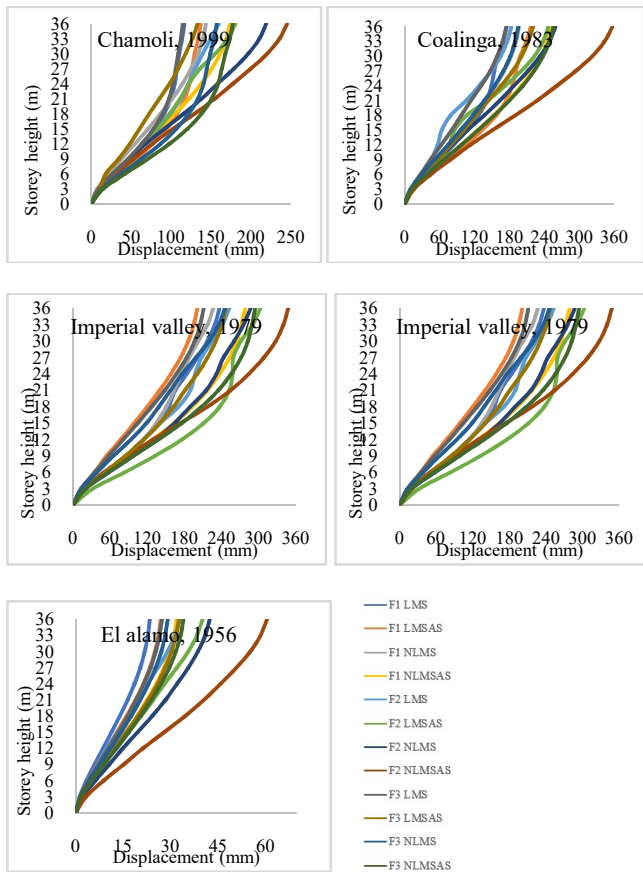 Chamoli, 1999
Storey height (m)
36
33
30
27
24
21
18
15
12
9
6
3
0
0 50 100 150 200 250
Displacement (mm)
Coalinga, 1983
Storey height (m)
36
33
30
27
24
21
18
15
12
9
6
3
0
0 60 120 180 240 300 360
Displacement (mm)
Imperial valley, 1979
Storey height (m)
36
33
30
27
24
21
18
15
12
9
6
3
0
0 60 120 180 240 300 360
Displacement (mm)
Imperial valley, 1979
Storey height (m)
36
33
30
27
24
21
18
15
12
9
6
3
0
0 60 120 180 240 300 360
Displacement (mm)
El alamo, 1956
Storey height (m)
36
33
30
27
24
21
18
15
12
9
6
3
0
0 15 30 45 60
Displacement (mm)
F1 LMS
F1 LMSAS
F1 NLMS
F1 NLMSAS
F2 LMS
F2 LMSAS
F2 NLMS
F2 NLMSAS
F3 LMS
F3 LMSAS
F3 NLMS
F3 NLMSAS